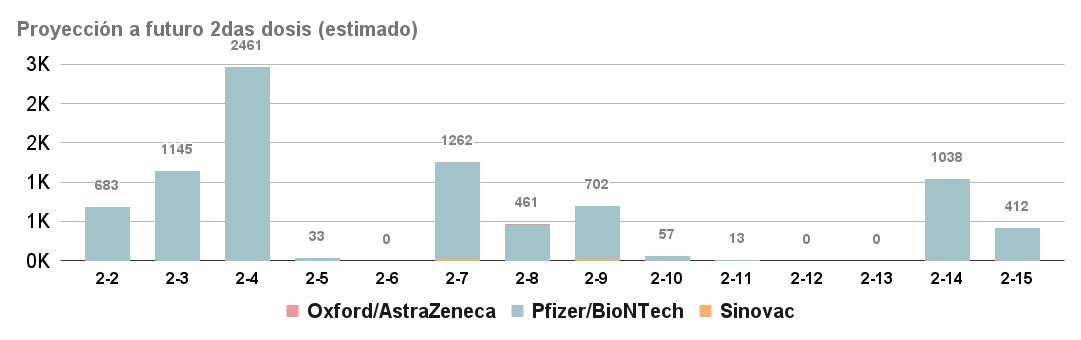 Proyección a futuro 2das dosis (estimado)
3K
2K
2K
1K
1K
0K
683
1145
2461
33
0
1262
461
702
57
13
0
0
1038
412
2-2 2-3 2-4 2-5 2-6 2-7 2-8 2-9 2-10 2-11 2-12 2-13 2-14 2-15
Oxford/AstraZeneca Pfizer/BioNTech Sinovac